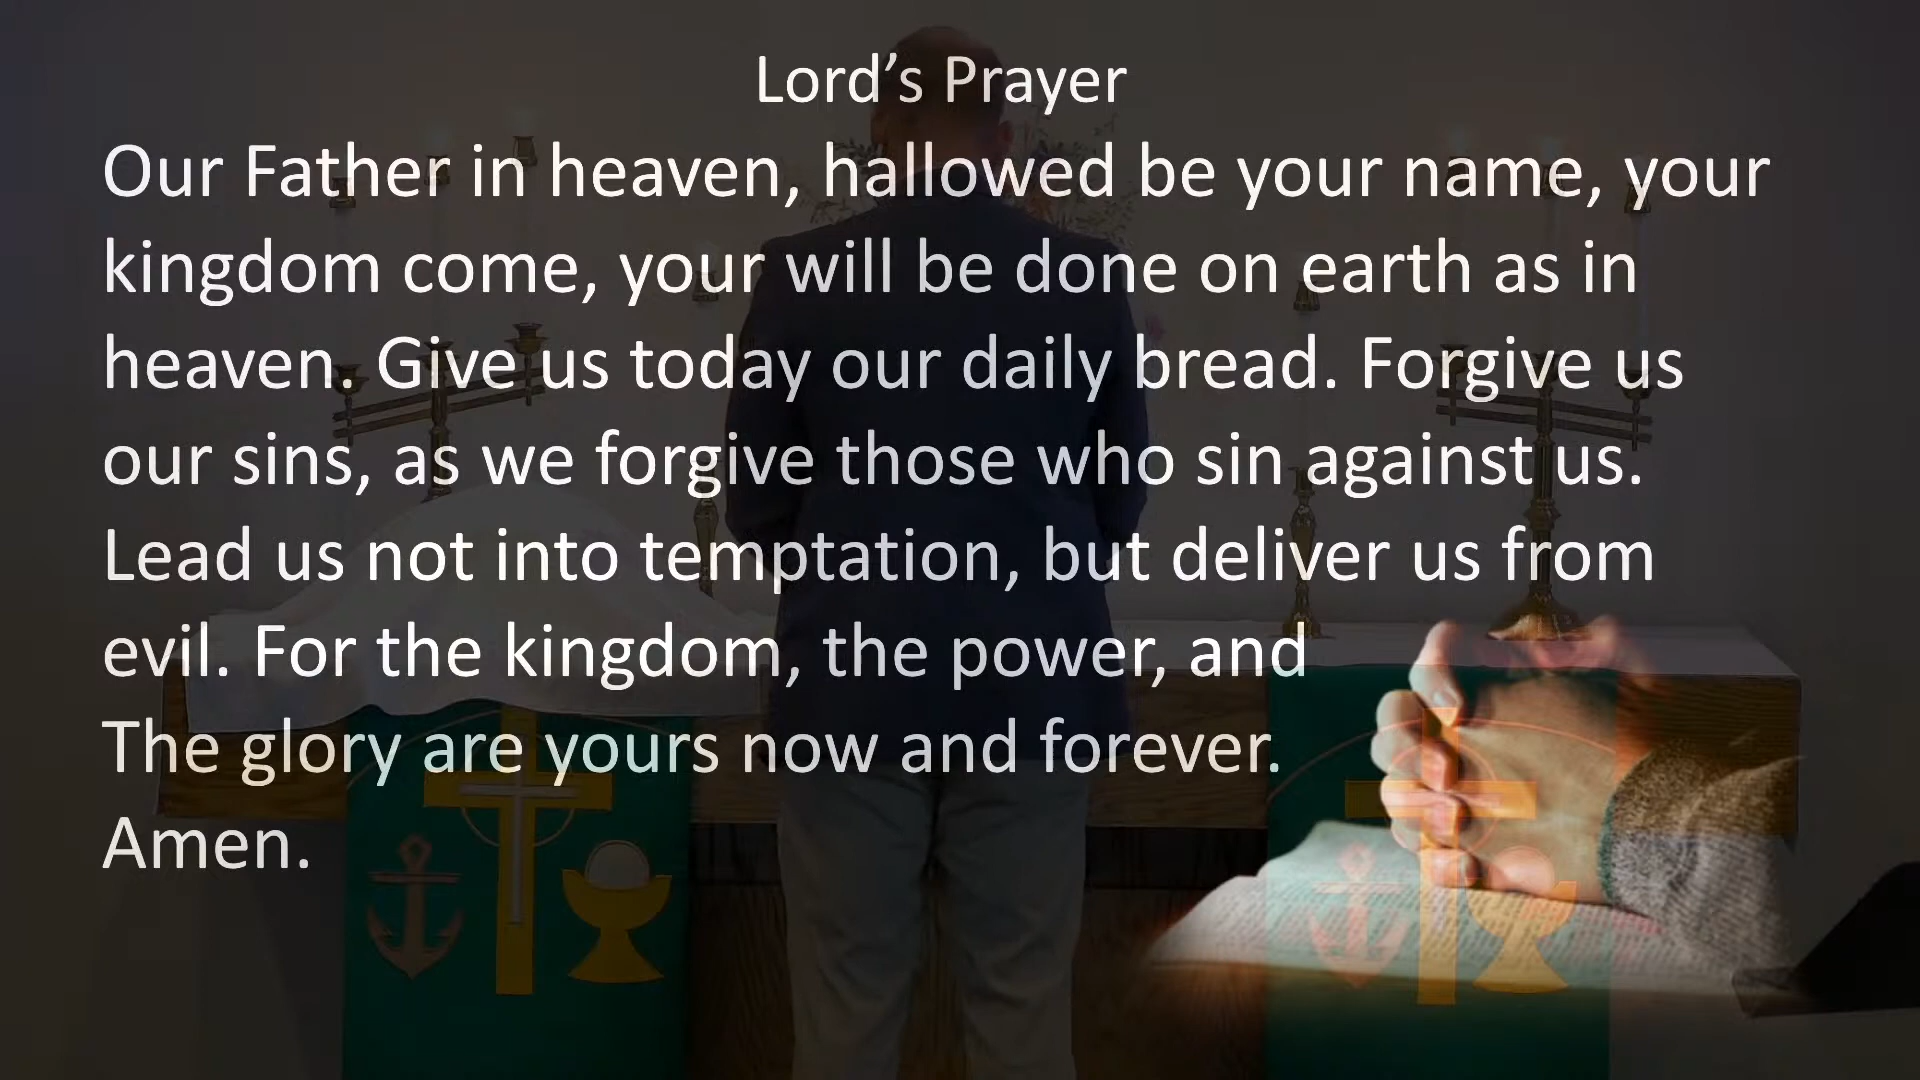 Lord’s Prayer
Our Father in heaven, hallowed be your name, your
kingdom come, your will be done on earth as in
heaven. Give us today our daily bread. Forgive us
our sins, as we forgive those who sin against us.
Lead us not into temptation, but deliver us from
evil. For the kingdom, the power, and
The glory are yours now and forever.
Amen.